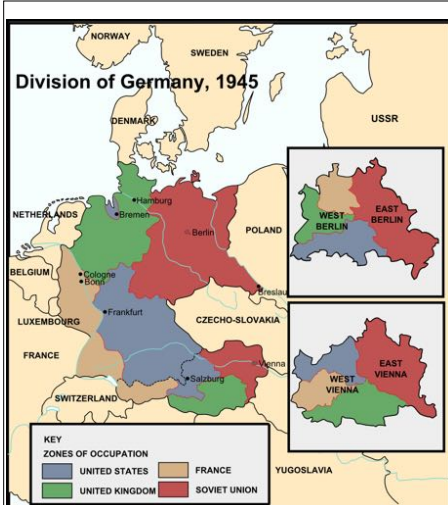 NORWAY
SWEDEN
Division of Germany, 1945
DENMARK
USSR
Hamburg
NETHERLANDS
Bremen
Berlin
POLAND
EAST
BERLIN
WEST
BERLIN
BELGIUM
Cologne
Bonn
Breslau
LUXEMBOURG
Frankfurt
CZECHO-SLOVAKIA
FRANCE
Vienna
EAST
VIENNA
WEST
VIENNA
Salzburg
SWITZERLAND
KEY
ZONES OF OCCUPATION
UNITED STATES
FRANCE
UNITED KINGDOM
SOVIET UNION
YUGOSLAVIA